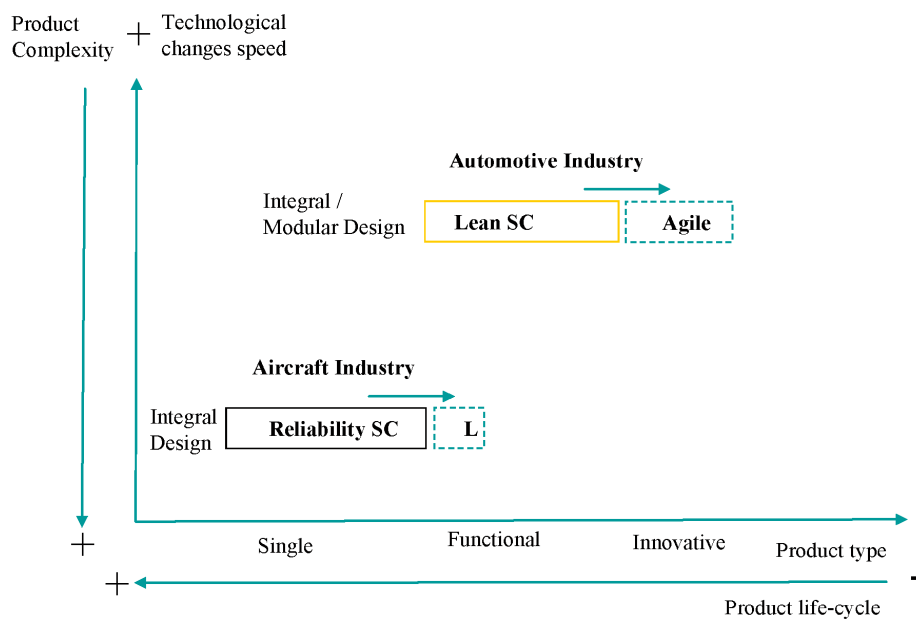 Product
Complexity
+
Technological
changes speed
Automotive Industry
Integral /
Modular Design
Lean SC
Agile
Aircraft Industry
Integral
Design
Reliability SC
L
+
Single
Functional
Innovative
Product type
+
-
Product life-cycle